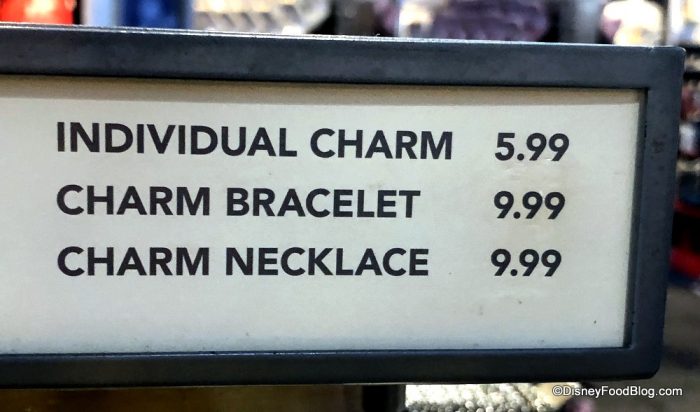 INDIVIDUAL CHARM 5.99
CHARM BRACELET 9.99
CHARM NECKLACE 9.99
©DisneyFoodBlog.com